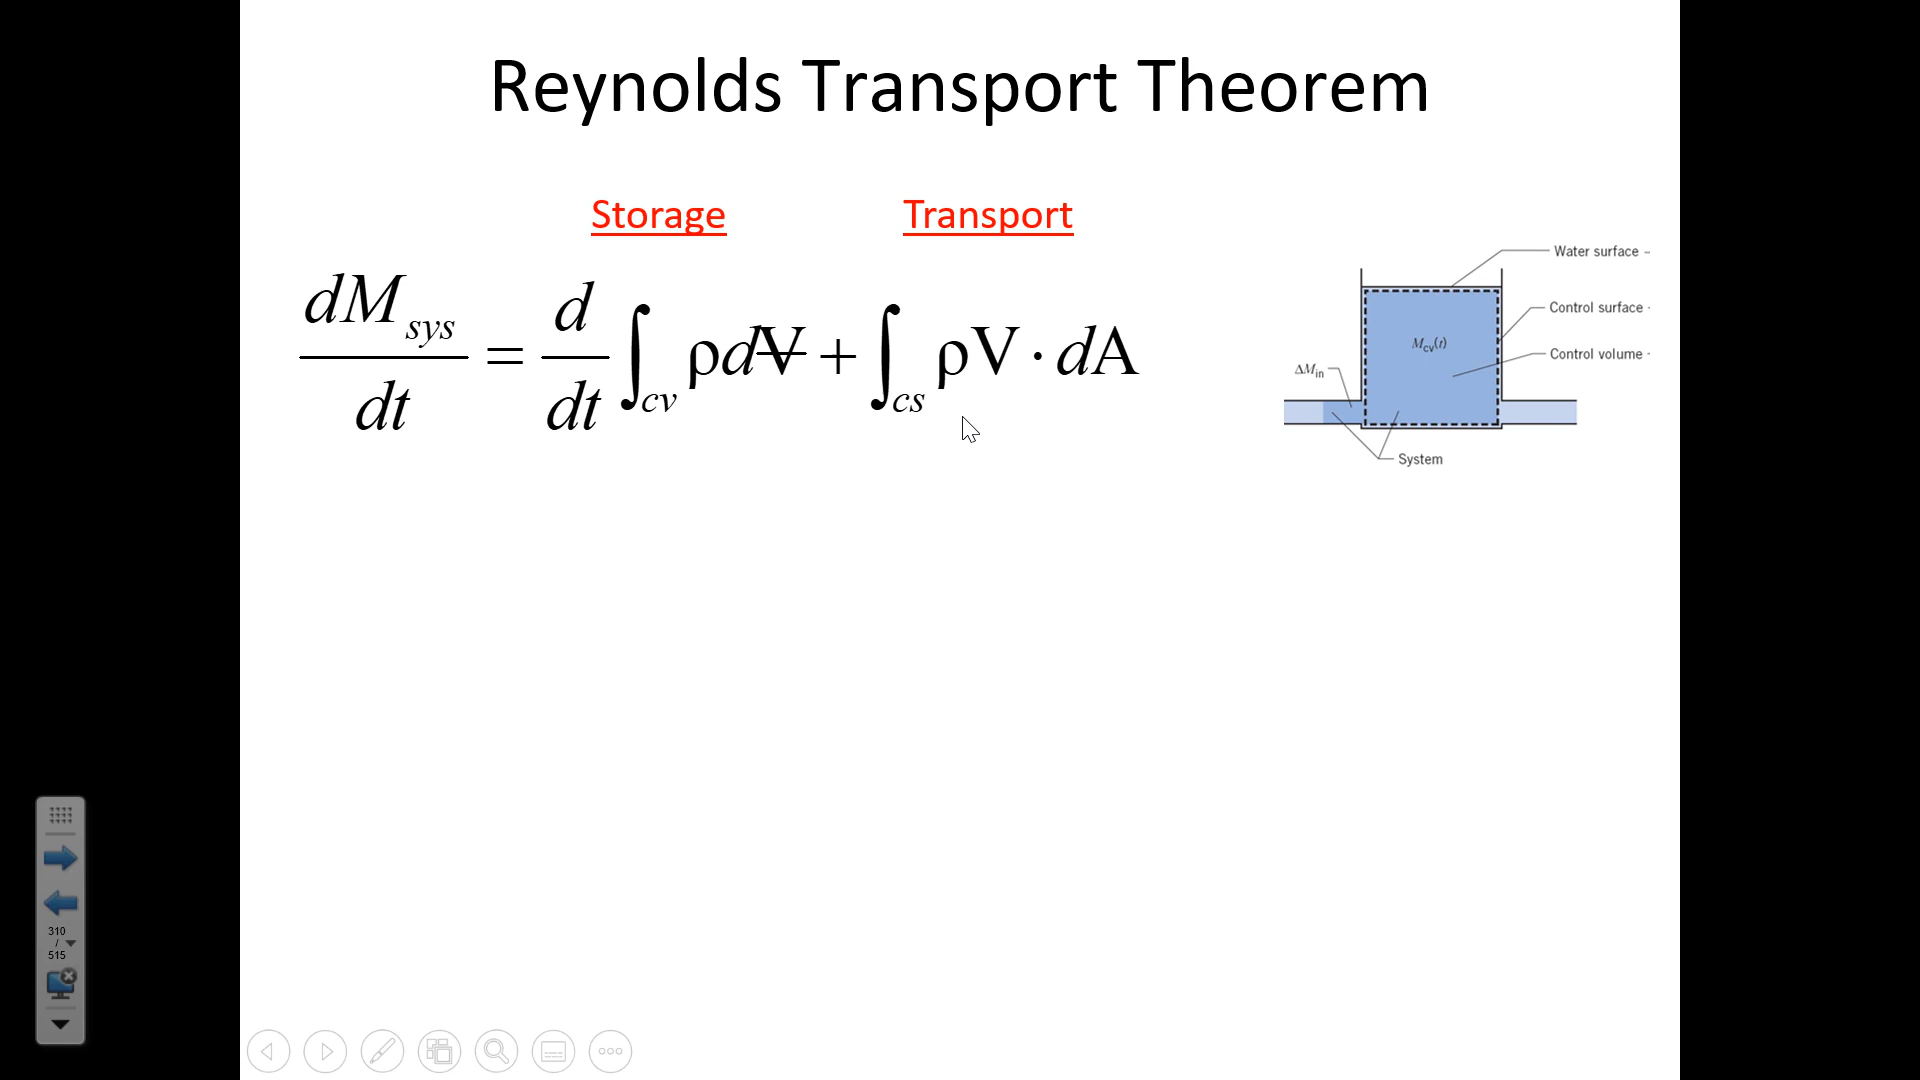 Reynolds Transport Theorem
Storage Transport
dM_sys/dt = d/dt ∫_cv ρdV̶ + ∫_cs ρV · dA
Water surface
Control surface
M_cv(t)
Control volume
ΔM_in
System
310
/
515